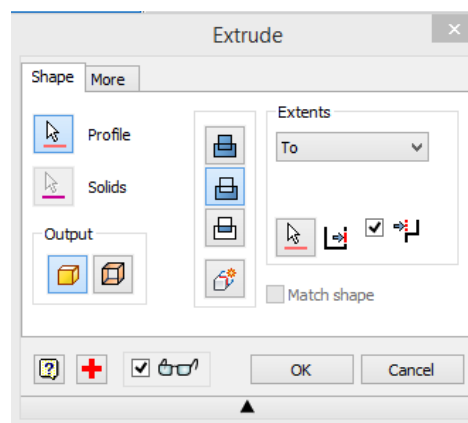 Extrude
Shape More
Extents
Profile
To
Solids
Output
Match shape
OK Cancel